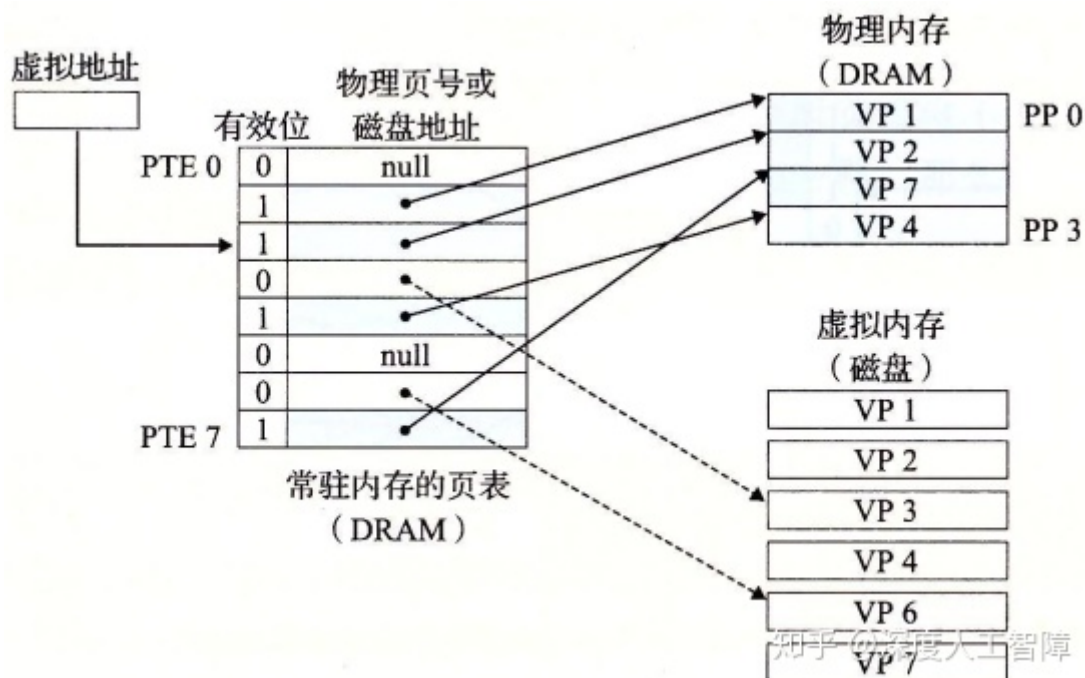 虚拟地址
物理页号或
磁盘地址
有效位
PTE 0
0 null
1
1
0
1
0 null
0
PTE 7 1
常驻内存的页表
（DRAM）
物理内存
（DRAM）
VP 1 PP 0
VP 2
VP 7
VP 4 PP 3
虚拟内存
（磁盘）
VP 1
VP 2
VP 3
VP 4
VP 6
VP 7
知乎 @深度人工智障